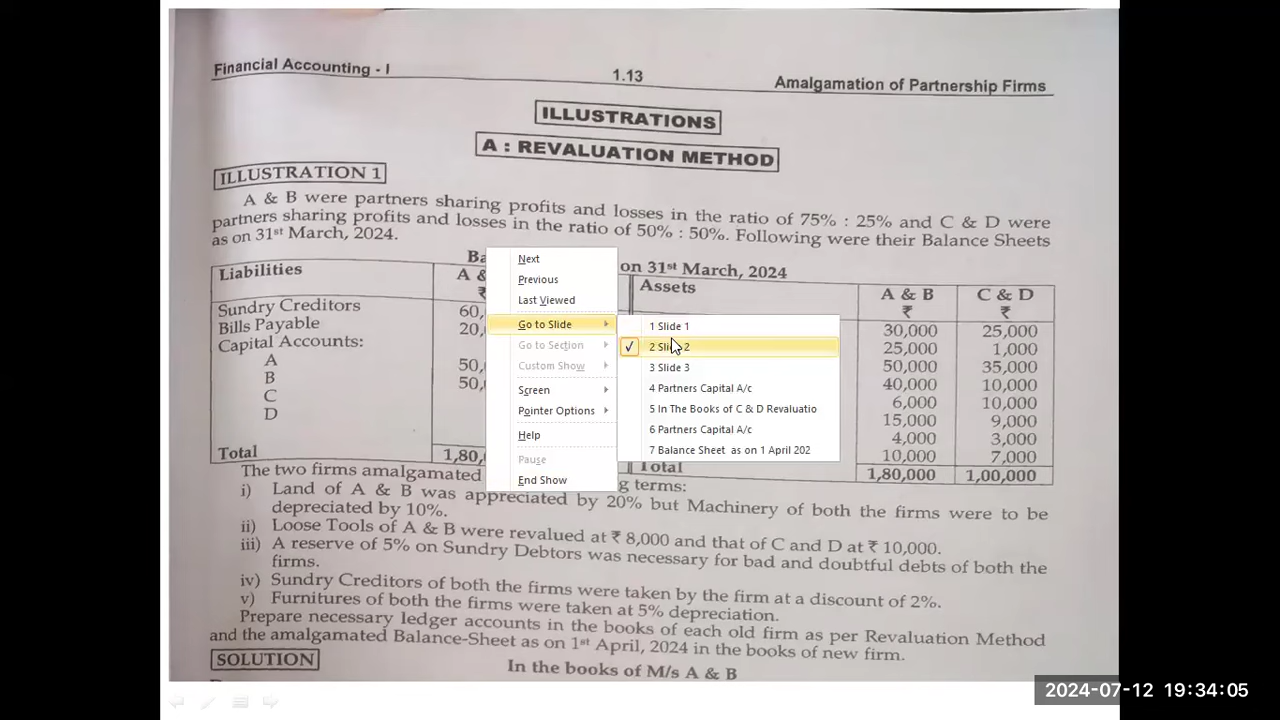 Financial Accounting - I 1.13 Amalgamation of Partnership Firms
ILLUSTRATIONS
A : REVALUATION METHOD
ILLUSTRATION 1
A & B were partners sharing profits and losses in the ratio of 75% : 25% and C & D were
partners sharing profits and losses in the ratio of 50% : 50%. Following were their Balance Sheets
as on 31st March, 2024.
on 31st March, 2024
Liabilities A & Assets A & B C & D
₹ ₹ ₹
Sundry Creditors 60, 30,000 25,000
Bills Payable 20, 25,000 1,000
Capital Accounts: 50,000 35,000
A 50, 40,000 10,000
B 50, 6,000 10,000
C 15,000 9,000
D 4,000 3,000
10,000 7,000
Total 1,80, Total 1,80,000 1,00,000
Next
Previous
Last Viewed
Go to Slide
Go to Section
Custom Show
Screen
Pointer Options
Help
Pause
End Show
1 Slide 1
2 Slide 2
3 Slide 3
4 Partners Capital A/c
5 In The Books of C & D Revaluatio
6 Partners Capital A/c
7 Balance Sheet as on 1 April 202
The two firms amalgamated g terms:
i) Land of A & B was appreciated by 20% but Machinery of both the firms were to be
depreciated by 10%.
ii) Loose Tools of A & B were revalued at ₹ 8,000 and that of C and D at ₹ 10,000.
iii) A reserve of 5% on Sundry Debtors was necessary for bad and doubtful debts of both the
firms.
iv) Sundry Creditors of both the firms were taken by the firm at a discount of 2%.
v) Furnitures of both the firms were taken at 5% depreciation.
Prepare necessary ledger accounts in the books of each old firm as per Revaluation Method
and the amalgamated Balance-Sheet as on 1st April, 2024 in the books of new firm.
SOLUTION
In the books of M/s A & B
2024-07-12 19:34:05